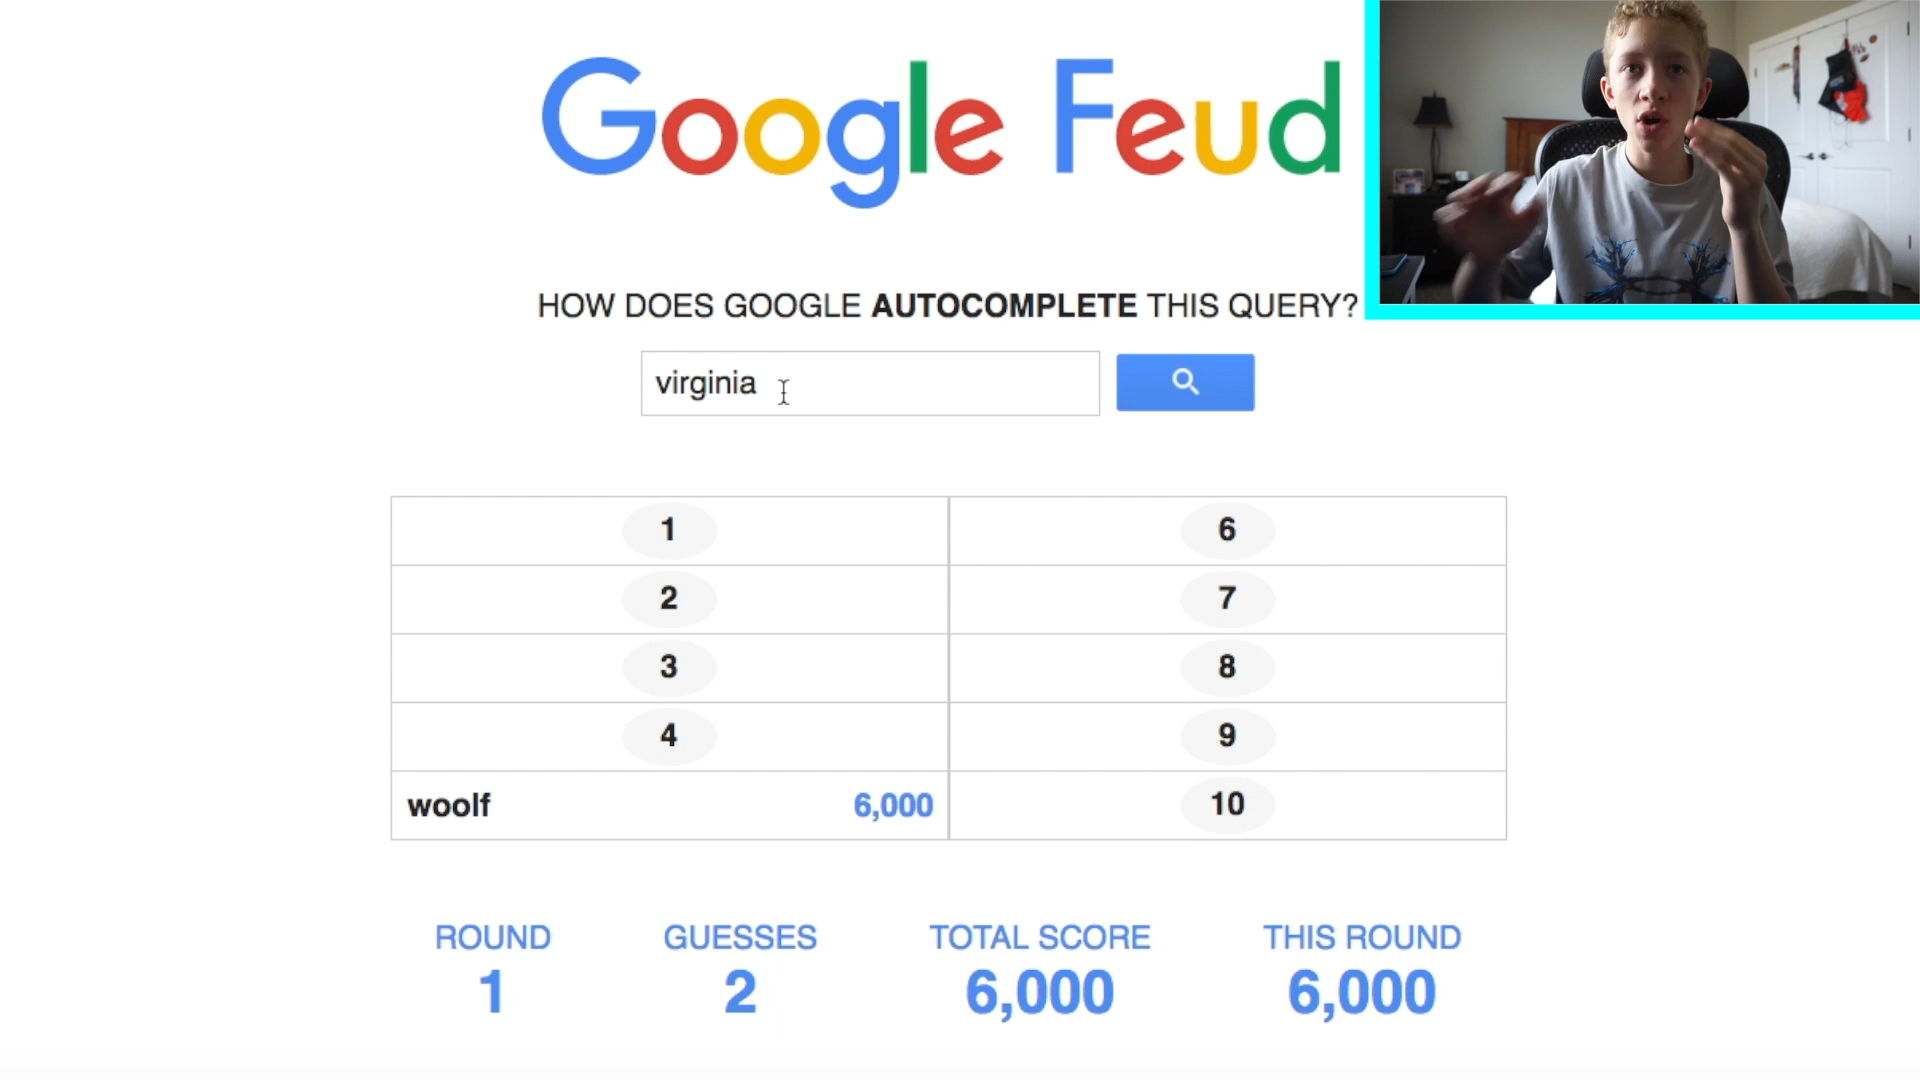 Google Feud
HOW DOES GOOGLE AUTOCOMPLETE THIS QUERY?
virginia
1
2
3
4
woolf 6,000
6
7
8
9
10
ROUND
1
GUESSES
2
TOTAL SCORE
6,000
THIS ROUND
6,000